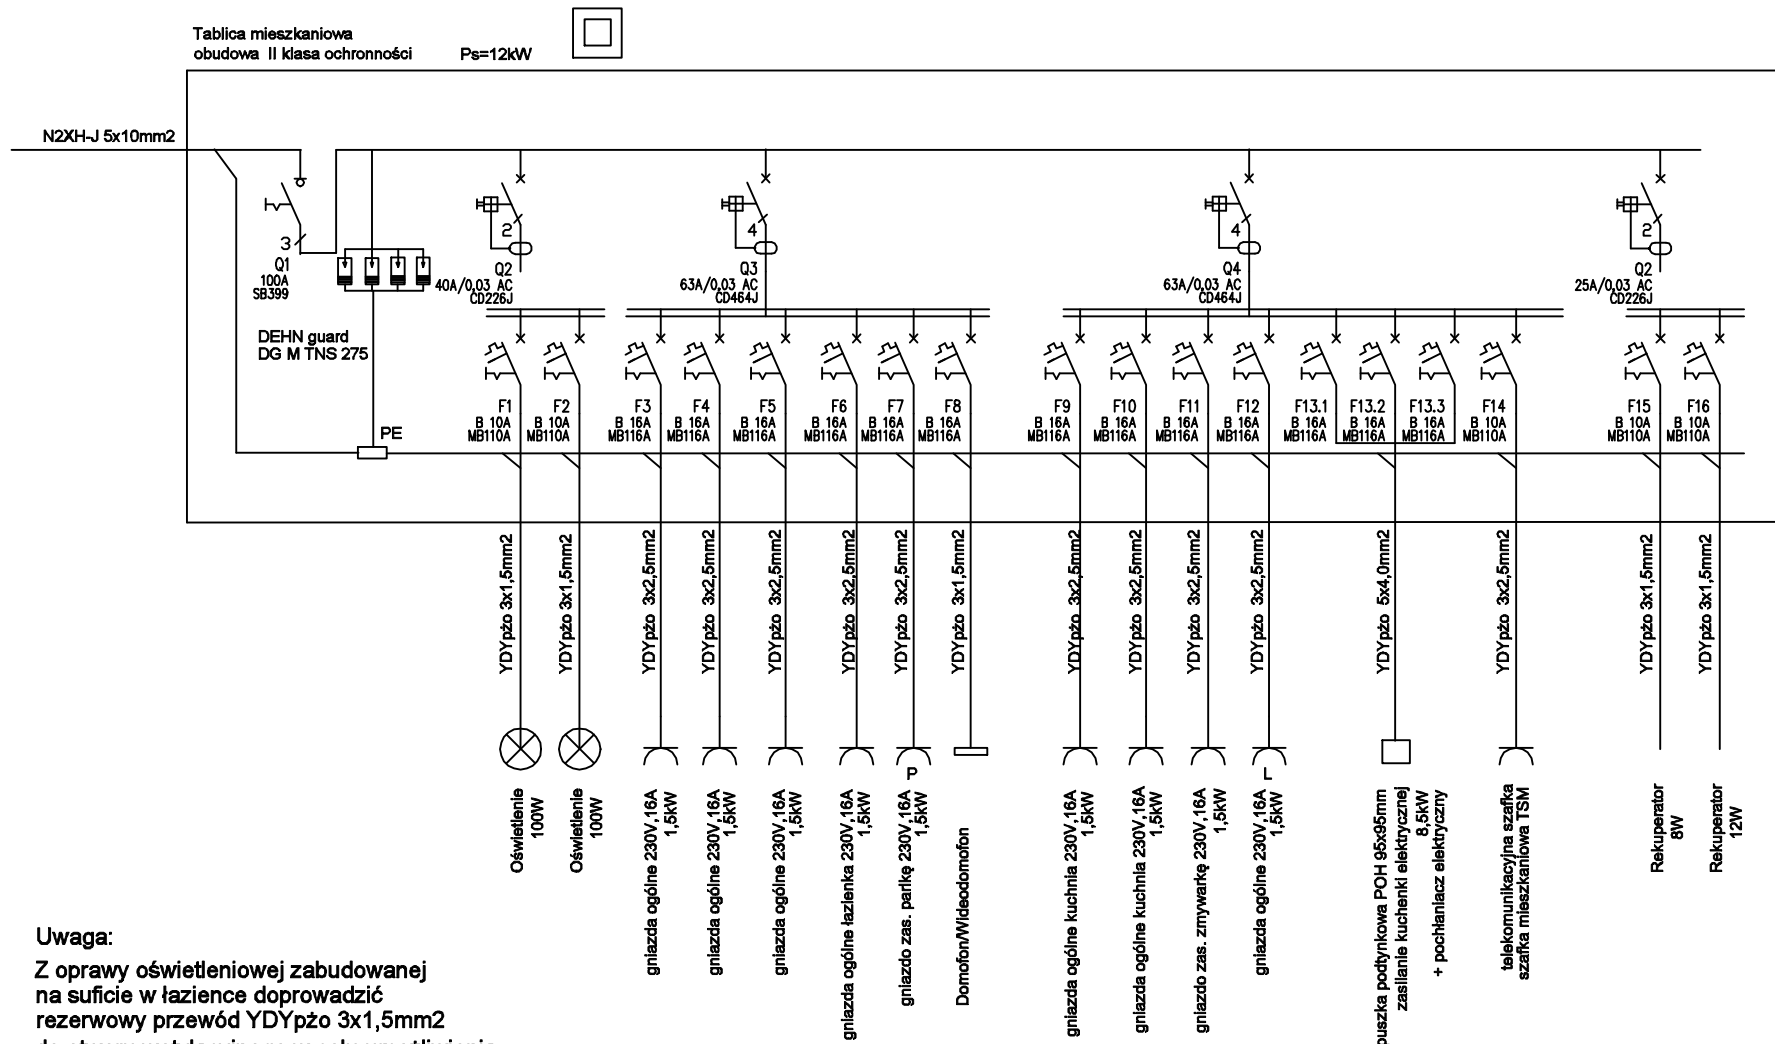 Tablica mieszkaniowa
obudowa II klasa ochronności
Ps=12kW
N2XH-J 5x10mm2
3
Q1
100A
SB399
DEHN guard
DG M TNS 275
PE
2
Q2
40A/0,03 AC
CD226J
4
Q3
63A/0,03 AC
CD464J
4
Q4
63A/0,03 AC
CD464J
2
Q2
25A/0,03 AC
CD226J
F1
B 10A
MB110A
F2
B 10A
MB110A
F3
B 16A
MB116A
F4
B 16A
MB116A
F5
B 16A
MB116A
F6
B 16A
MB116A
F7
B 16A
MB116A
F8
B 16A
MB116A
F9
B 16A
MB116A
F10
B 16A
MB116A
F11
B 16A
MB116A
F12
B 16A
MB116A
F13.1
B 16A
MB116A
F13.2
B 16A
MB116A
F13.3
B 16A
MB116A
F14
B 10A
MB110A
F15
B 10A
MB110A
F16
B 10A
MB110A
YDYpżo 3x1,5mm2
YDYpżo 3x1,5mm2
YDYpżo 3x2,5mm2
YDYpżo 3x2,5mm2
YDYpżo 3x2,5mm2
YDYpżo 3x2,5mm2
YDYpżo 3x2,5mm2
YDYpżo 3x1,5mm2
YDYpżo 3x2,5mm2
YDYpżo 3x2,5mm2
YDYpżo 3x2,5mm2
YDYpżo 3x2,5mm2
YDYpżo 5x4,0mm2
YDYpżo 3x2,5mm2
YDYpżo 3x1,5mm2
YDYpżo 3x1,5mm2
P
L
Oświetlenie
100W
Oświetlenie
100W
gniazda ogólne 230V,16A
1,5kW
gniazda ogólne 230V,16A
1,5kW
gniazda ogólne 230V,16A
1,5kW
gniazda ogólne łazienka 230V,16A
1,5kW
gniazdo zas. parlkę 230V,16A
1,5kW
Domofon/Wideodomofon
gniazda ogólne kuchnia 230V,16A
1,5kW
gniazda ogólne kuchnia 230V,16A
1,5kW
gniazdo zas. zmywarkę 230V,16A
1,5kW
gniazda ogólne 230V,16A
1,5kW
puszka podtynkowa POH 95x95mm
zasilanie kuchenki elektrycznej
8,5kW
+ pochłaniacz elektryczny
telekomunikacyjna szafka
szafka mieszkaniowa TSM
Rekuperator
8W
Rekuperator
12W
Uwaga:
Z oprawy oświetleniowej zabudowanej
na suficie w łazience doprowadzić
rezerwowy przewód YDYpżo 3x1,5mm2